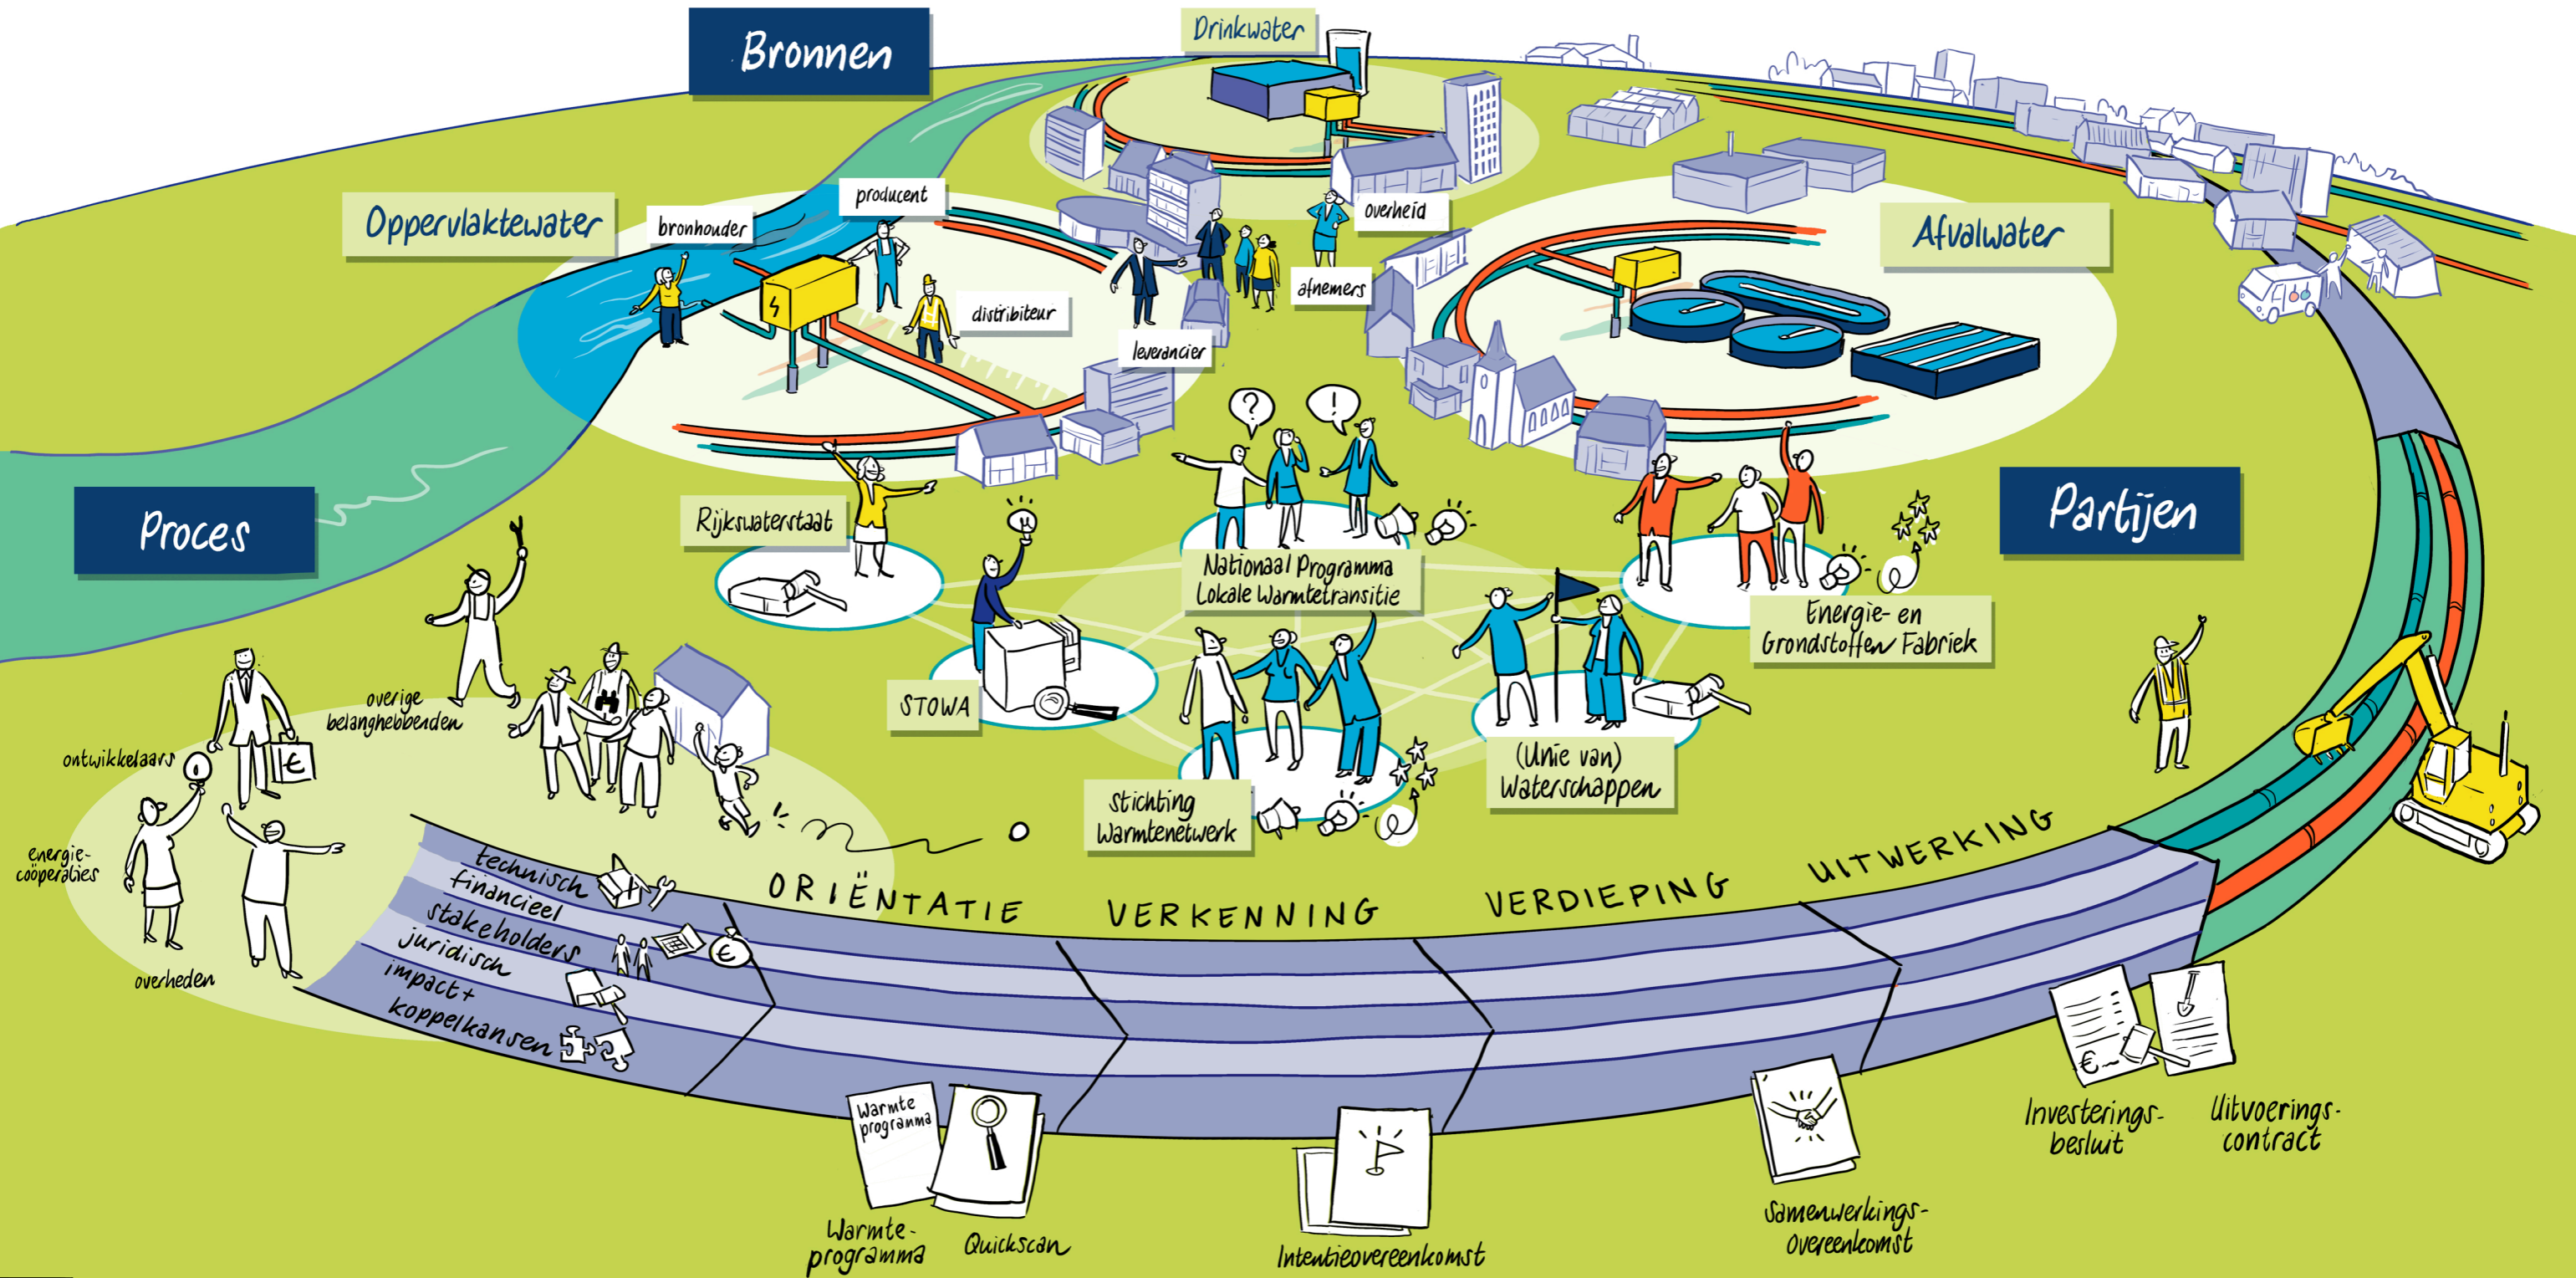 Bronnen
Drinkwater
Oppervlaktewater
bronhouder
producent
distribiteur
leverancier
overheid
afnemers
Afvalwater
Proces
Partijen
Rijkswaterstaat
?
!
Nationaal Programma
Lokale Warmtetransitie
STOWA
Energie- en
Grondstoffen Fabriek
(Unie van)
Waterschappen
Stichting
Warmtenetwerk
overige
belanghebbenden
ontwikkelaars
€
energie-
coöperaties
overheden
technisch
financieel
stakeholders
juridisch
impact+
koppelkansen
€
ORIËNTATIE
VERKENNING
VERDIEPING
UITWERKING
Warmte
programma
Warmte-
programma
Quickscan
Intentieovereenkomst
Samenwerkings-
overeenkomst
€
Investerings-
besluit
Uitvoerings-
contract